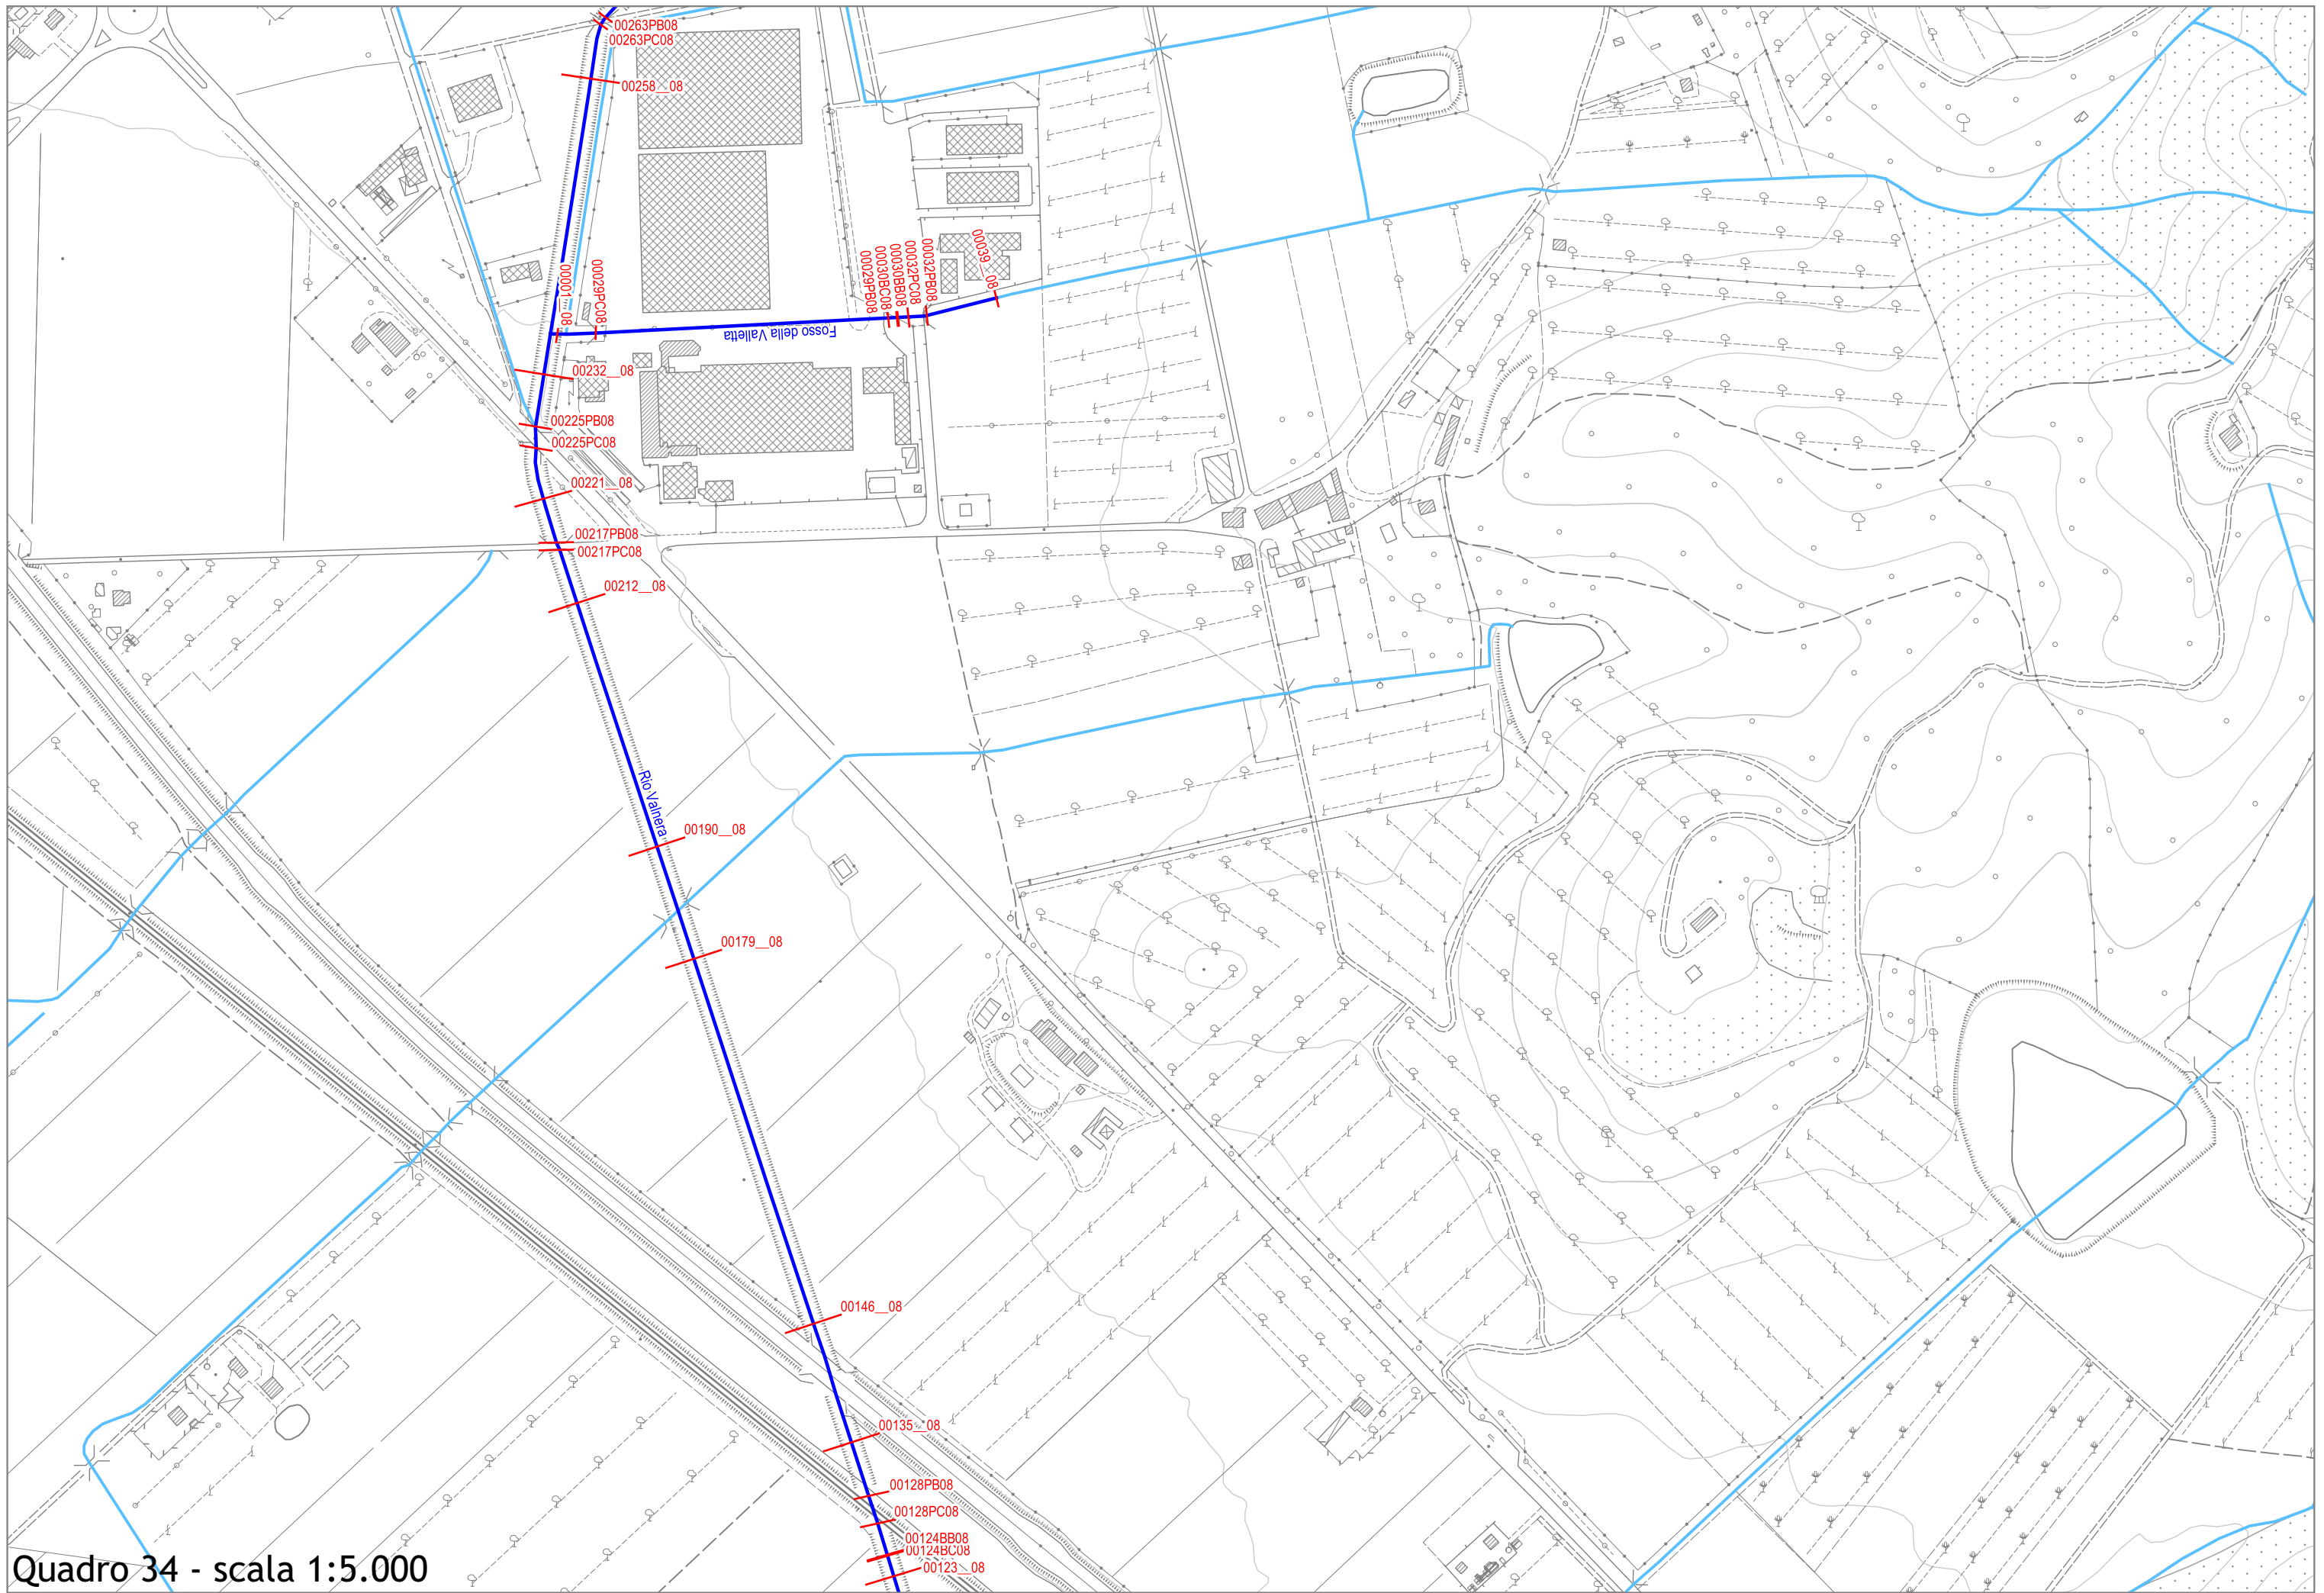 00263PB08
00263PC08
00258__08
00001__08
00029PC08
00029PB08
00030BC08
00030BB08
00032PC08
00032PB08
00039__08
Fosso della Valletta
00232__08
00225PB08
00225PC08
00221__08
00217PB08
00217PC08
00212__08
Rio Valnera
00190__08
00179__08
00146__08
00135__08
00128PB08
00128PC08
00124BB08
00124BC08
00123__08
Quadro 34 - scala 1:5.000